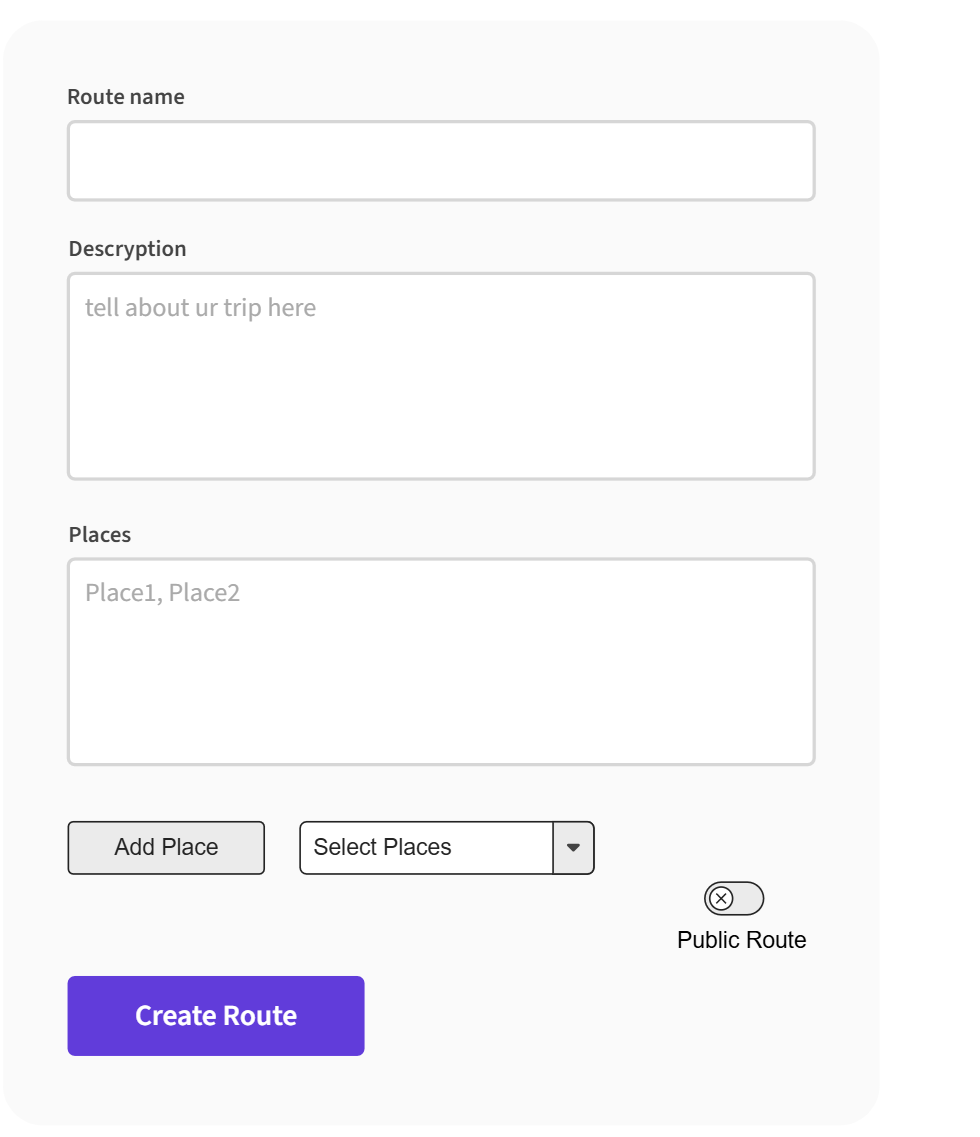 Route name
Descryption
tell about ur trip here
Places
Place1, Place2
Add Place
Select Places
Public Route
Create Route